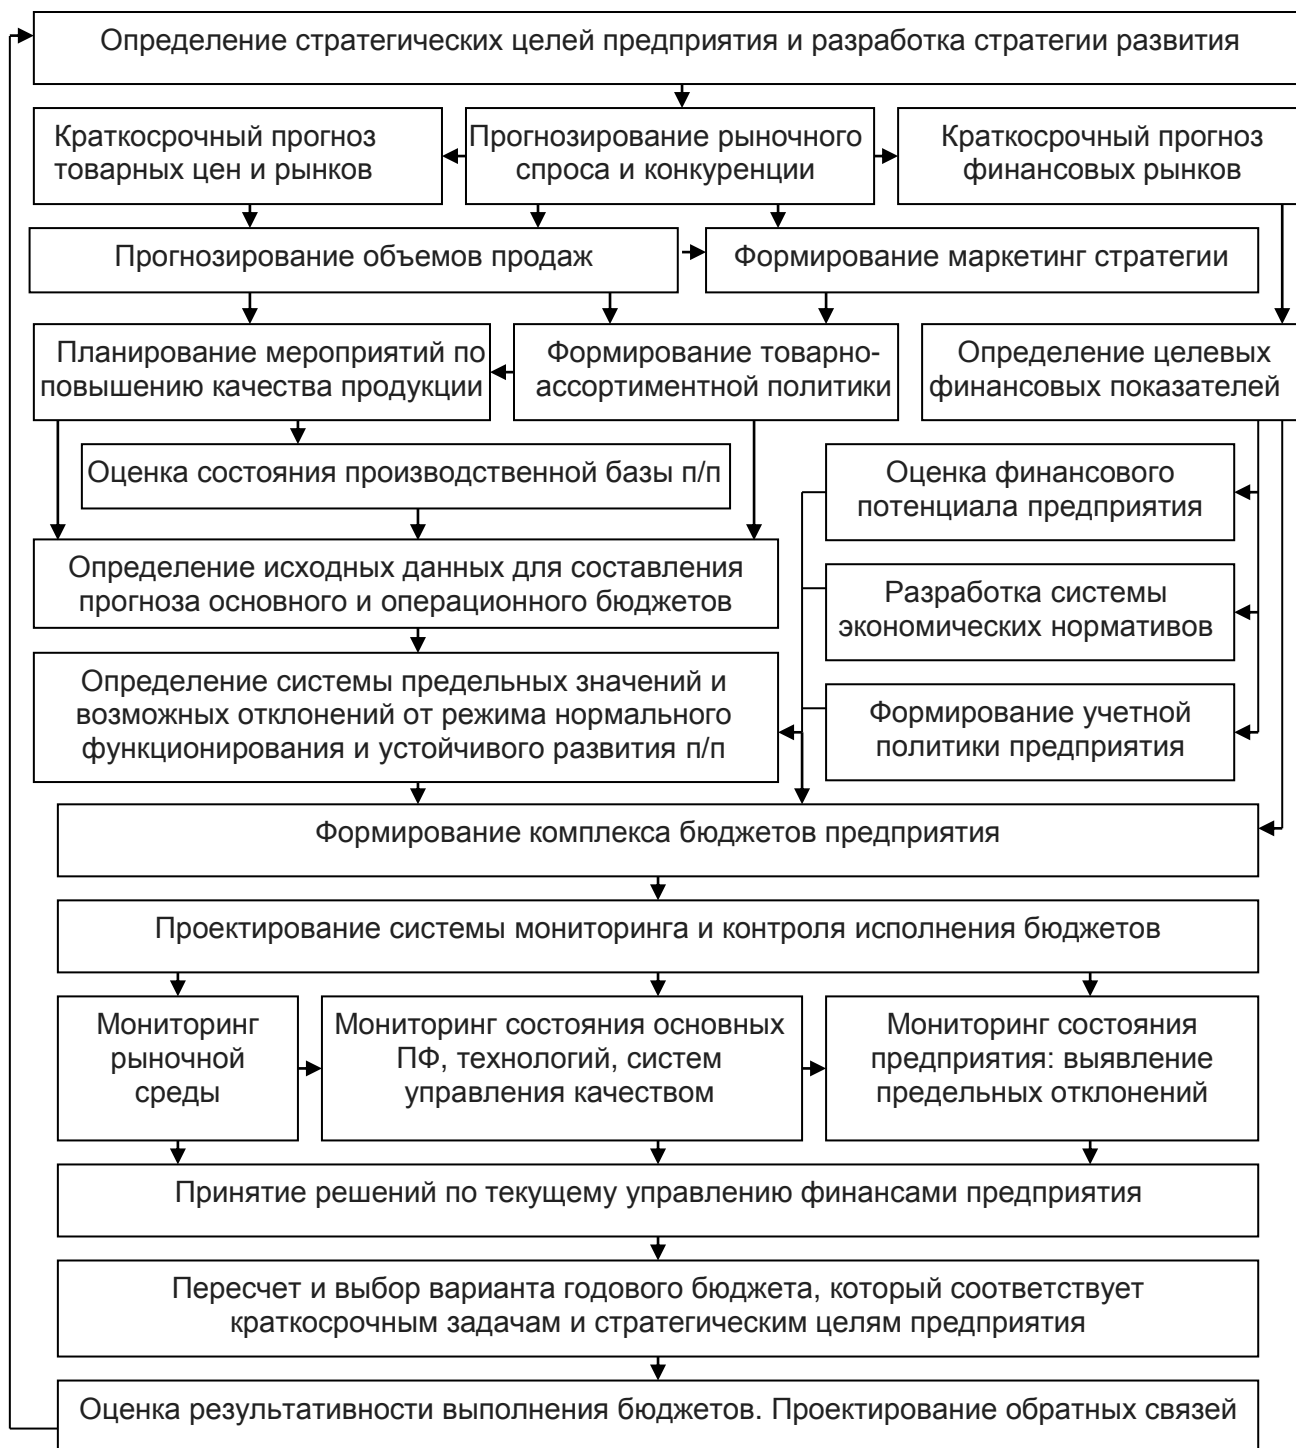 Определение стратегических целей предприятия и разработка стратегии развития
Краткосрочный прогноз
товарных цен и рынков
Прогнозирование рыночного
спроса и конкуренции
Краткосрочный прогноз
финансовых рынков
Прогнозирование объемов продаж
Формирование маркетинг стратегии
Планирование мероприятий по
повышению качества продукции
Формирование товарно-
ассортиментной политики
Определение целевых
финансовых показателей
Оценка состояния производственной базы п/п
Оценка финансового
потенциала предприятия
Определение исходных данных для составления
прогноза основного и операционного бюджетов
Разработка системы
экономических нормативов
Определение системы предельных значений и
возможных отклонений от режима нормального
функционирования и устойчивого развития п/п
Формирование учетной
политики предприятия
Формирование комплекса бюджетов предприятия
Проектирование системы мониторинга и контроля исполнения бюджетов
Мониторинг
рыночной
среды
Мониторинг состояния основных
ПФ, технологий, систем
управления качеством
Мониторинг состояния
предприятия: выявление
предельных отклонений
Принятие решений по текущему управлению финансами предприятия
Пересчет и выбор варианта годового бюджета, который соответствует
краткосрочным задачам и стратегическим целям предприятия
Оценка результативности выполнения бюджетов. Проектирование обратных связей